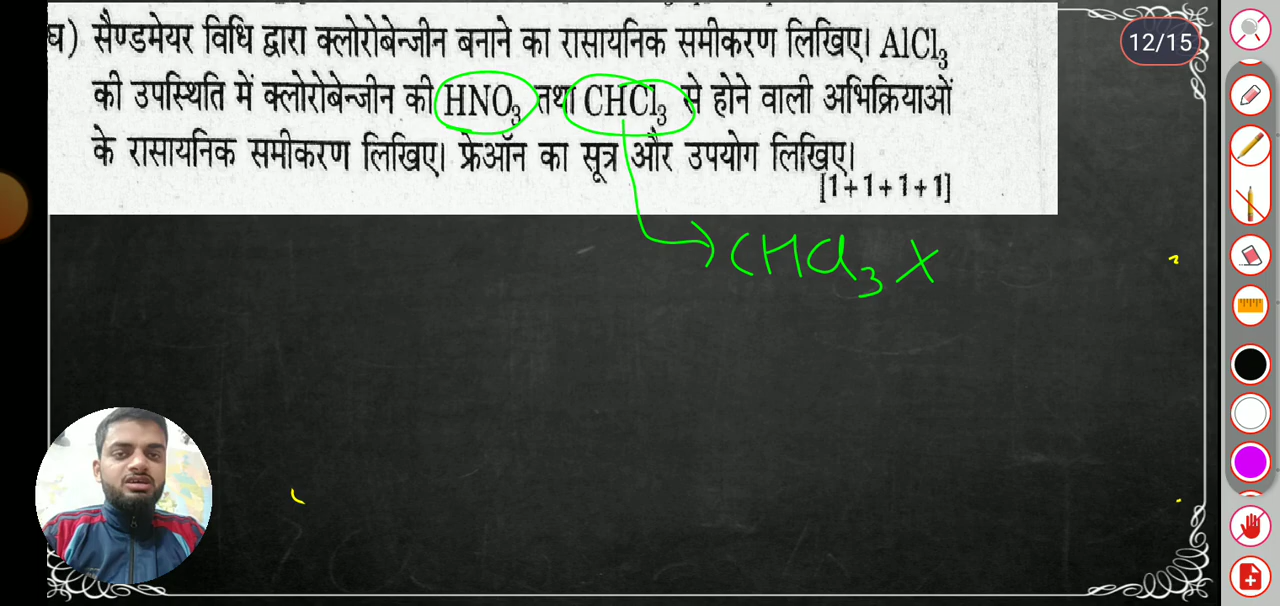 12/15
घ) सैण्डमेयर विधि द्वारा क्लोरोबेन्जीन बनाने का रासायनिक समीकरण लिखिए। AlCl₃
की उपस्थिति में क्लोरोबेन्जीन की HNO₃ तथा CHCl₃ से होने वाली अभिक्रियाओं
के रासायनिक समीकरण लिखिए। फ्रेऑन का सूत्र और उपयोग लिखिए।
[1+1+1+1]
CHCl₃ X